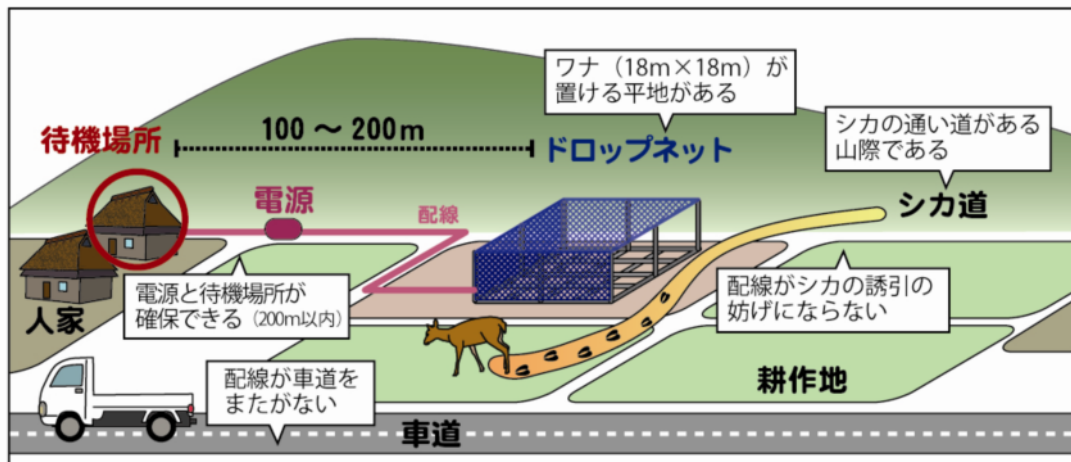 ワナ（18m×18m）が
置ける平地がある
シカの通い道がある
山際である
待機場所
100 ～ 200m
ドロップネット
シカ道
電源
配線
電源と待機場所が
確保できる（200m以内）
配線がシカの誘引の
妨げにならない
人家
配線が車道を
またがない
耕作地
車道